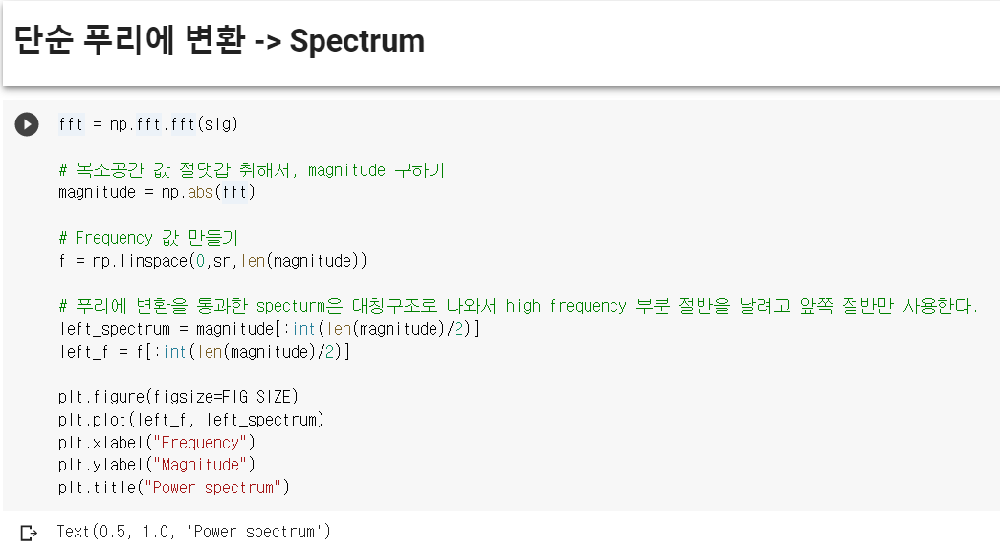 단순 푸리에 변환 -> Spectrum
fft = np.fft.fft(sig)
# 복소공간 값 절댓갑 취해서, magnitude 구하기
magnitude = np.abs(fft)
# Frequency 값 만들기
f = np.linspace(0,sr,len(magnitude))
# 푸리에 변환을 통과한 specturm은 대칭구조로 나와서 high frequency 부분 절반을 날려고 앞쪽 절반만 사용한다.
left_spectrum = magnitude[:int(len(magnitude)/2)]
left_f = f[:int(len(magnitude)/2)]
plt.figure(figsize=FIG_SIZE)
plt.plot(left_f, left_spectrum)
plt.xlabel("Frequency")
plt.ylabel("Magnitude")
plt.title("Power spectrum")
Text(0.5, 1.0, 'Power spectrum')